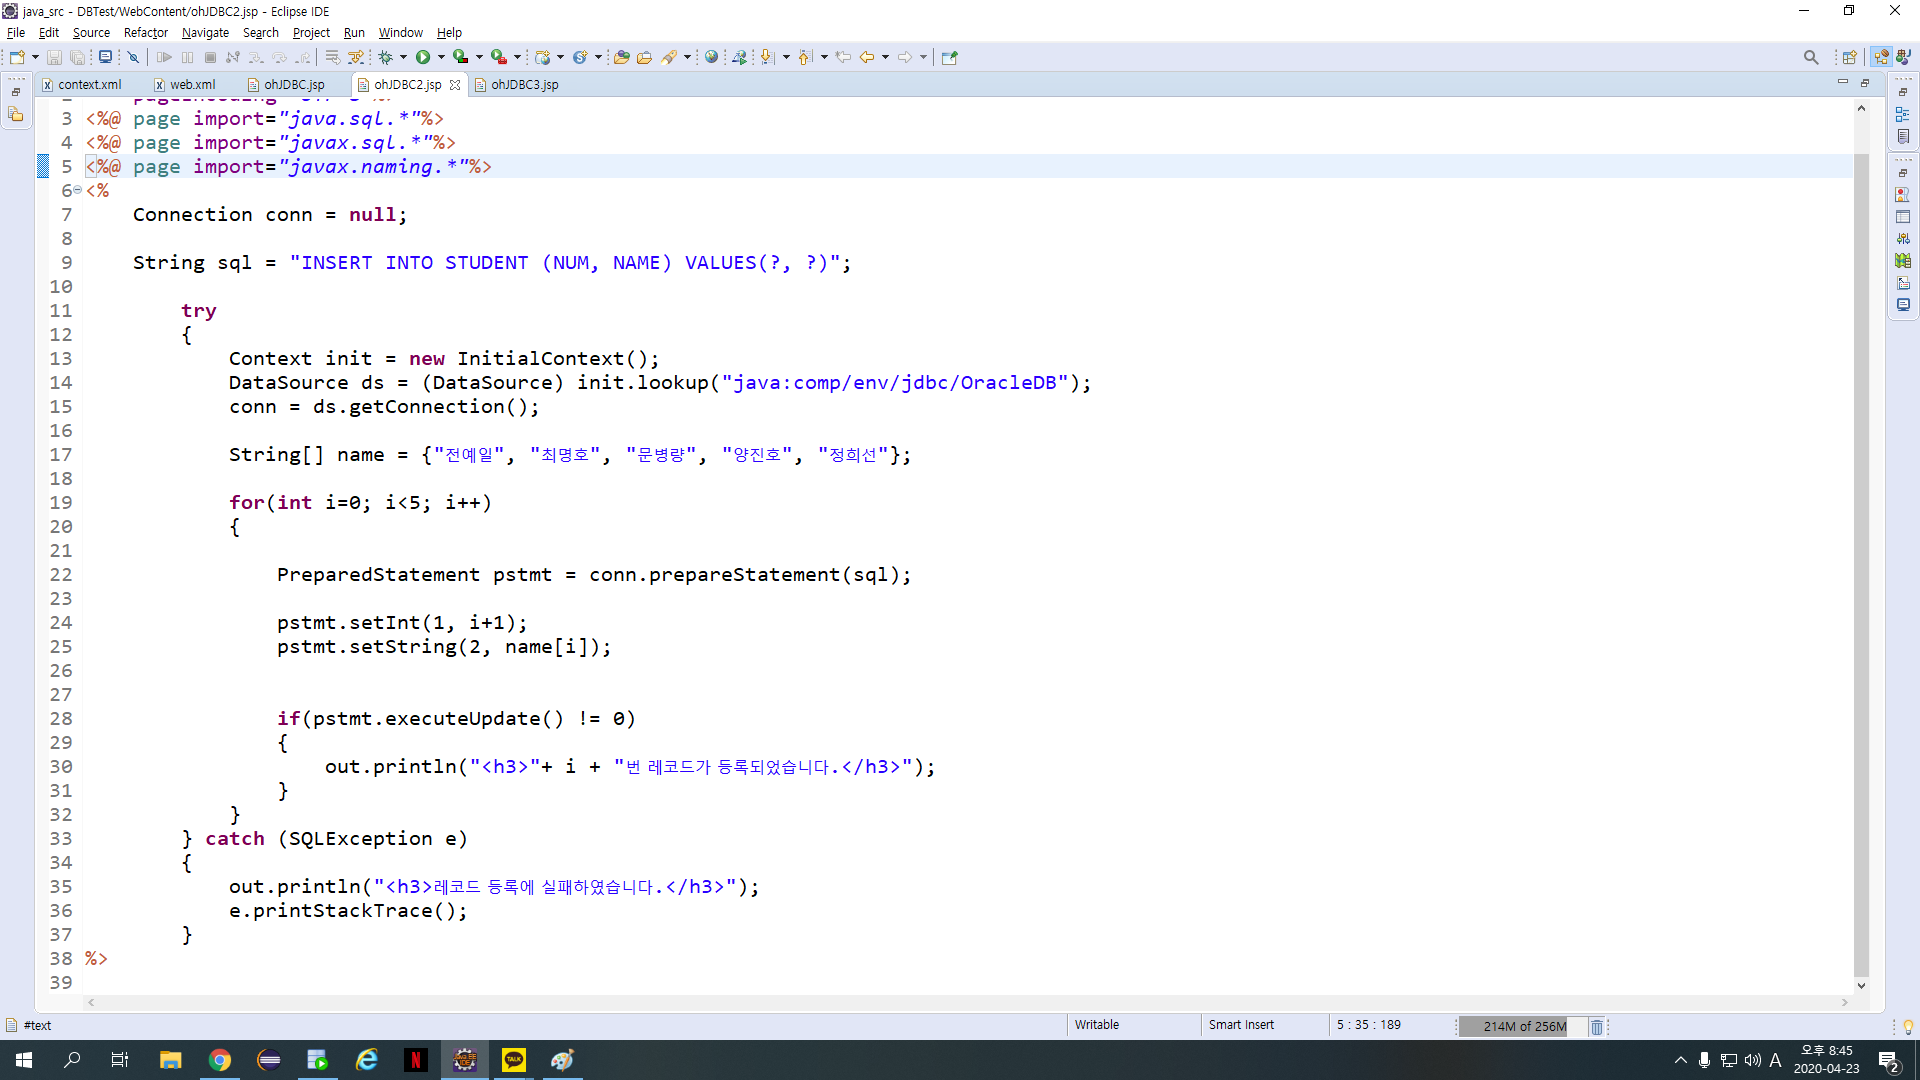 java_src - DBTest/WebContent/ohJDBC2.jsp - Eclipse IDE
File Edit Source Refactor Navigate Search Project Run Window Help
context.xml web.xml ohJDBC.jsp ohJDBC2.jsp ohJDBC3.jsp
3 <%@ page import="java.sql.*"%>
4 <%@ page import="javax.sql.*"%>
5 <%@ page import="javax.naming.*"%>
6 <%
7 Connection conn = null;
8
9 String sql = "INSERT INTO STUDENT (NUM, NAME) VALUES(?, ?)";
10
11 try
12 {
13 Context init = new InitialContext();
14 DataSource ds = (DataSource) init.lookup("java:comp/env/jdbc/OracleDB");
15 conn = ds.getConnection();
16
17 String[] name = {"전예일", "최명호", "문병량", "양진호", "정희선"};
18
19 for(int i=0; i<5; i++)
20 {
21
22 PreparedStatement pstmt = conn.prepareStatement(sql);
23
24 pstmt.setInt(1, i+1);
25 pstmt.setString(2, name[i]);
26
27
28 if(pstmt.executeUpdate() != 0)
29 {
30 out.println("<h3>"+ i + "번 레코드가 등록되었습니다.</h3>");
31 }
32 }
33 } catch (SQLException e)
34 {
35 out.println("<h3>레코드 등록에 실패하였습니다.</h3>");
36 e.printStackTrace();
37 }
38 %>
39
#text Writable Smart Insert 5 : 35 : 189 214M of 256M
TALK A 오후 8:45
2020-04-23 2